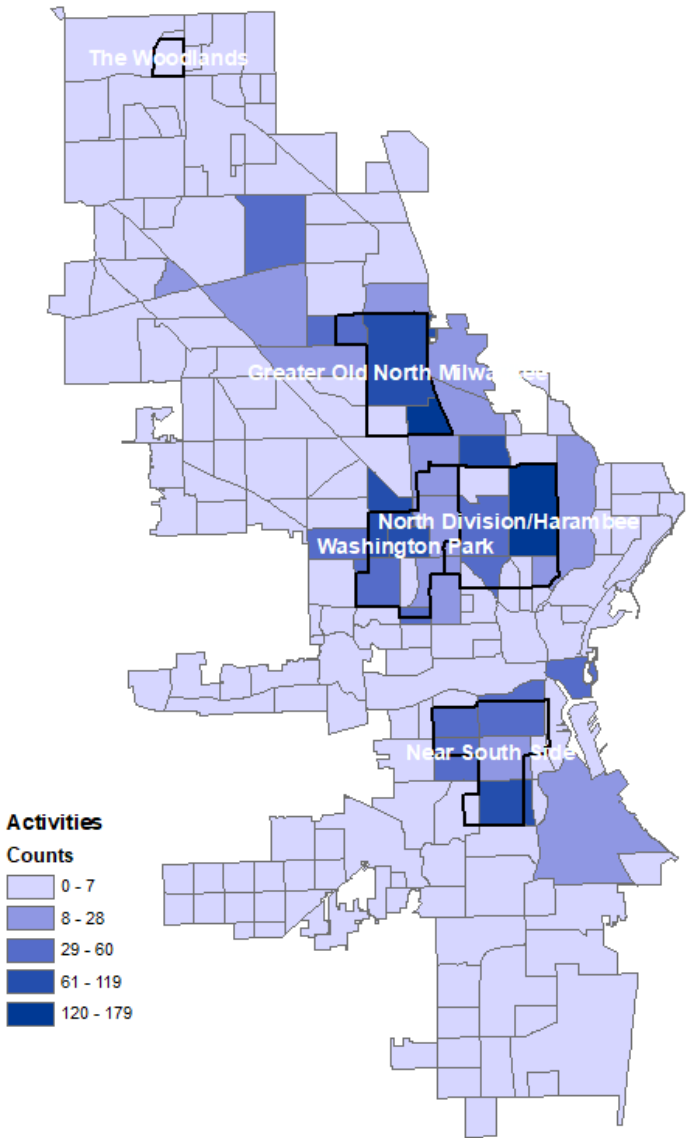 The Woodlands
Greater Old North Milwaukee
North Division/Harambee
Washington Park
Near South Side
Activities
Counts
0 - 7
8 - 28
29 - 60
61 - 119
120 - 179